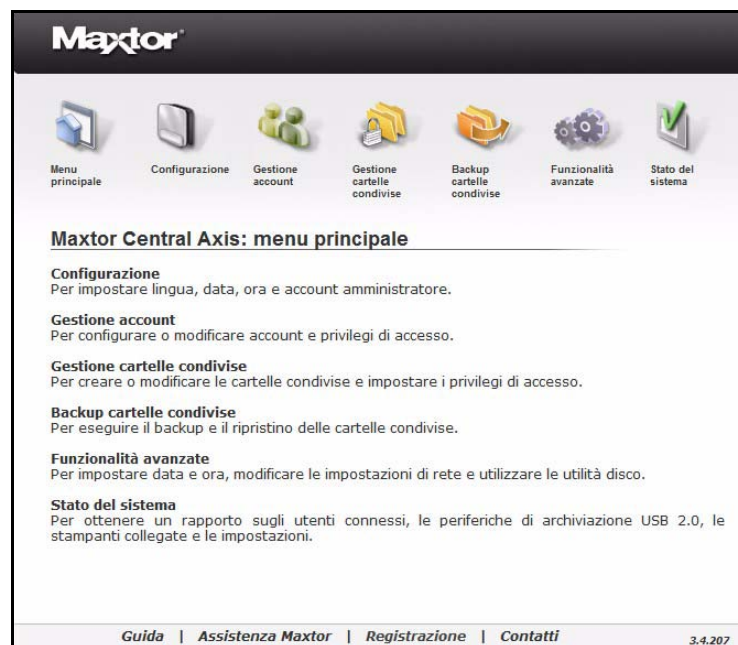 Maxtor
Menu principale
Configurazione
Gestione account
Gestione cartelle condivise
Backup cartelle condivise
Funzionalità avanzate
Stato del sistema
Maxtor Central Axis: menu principale
Configurazione
Per impostare lingua, data, ora e account amministratore.
Gestione account
Per configurare o modificare account e privilegi di accesso.
Gestione cartelle condivise
Per creare o modificare le cartelle condivise e impostare i privilegi di accesso.
Backup cartelle condivise
Per eseguire il backup e il ripristino delle cartelle condivise.
Funzionalità avanzate
Per impostare data e ora, modificare le impostazioni di rete e utilizzare le utilità disco.
Stato del sistema
Per ottenere un rapporto sugli utenti connessi, le periferiche di archiviazione USB 2.0, le
stampanti collegate e le impostazioni.
Guida | Assistenza Maxtor | Registrazione | Contatti
3.4.207